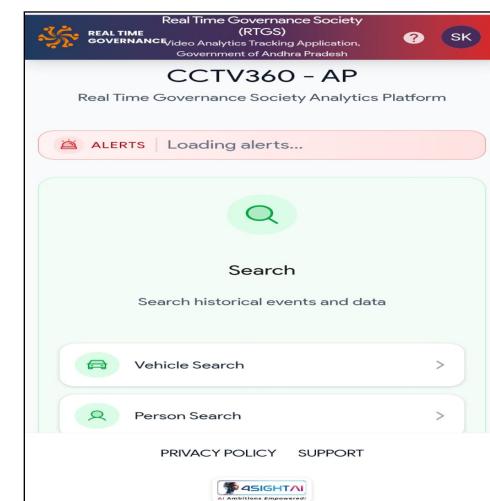 Real Time Governance Society
(RTGS)
REAL TIME
GOVERNANCE
Video Analytics Tracking Application,
Government of Andhra Pradesh
?
SK
CCTV360 - AP
Real Time Governance Society Analytics Platform
ALERTS | Loading alerts...
Search
Search historical events and data
Vehicle Search >
Person Search >
PRIVACY POLICY SUPPORT
4SIGHTAI
AI Ambitions Empowered!